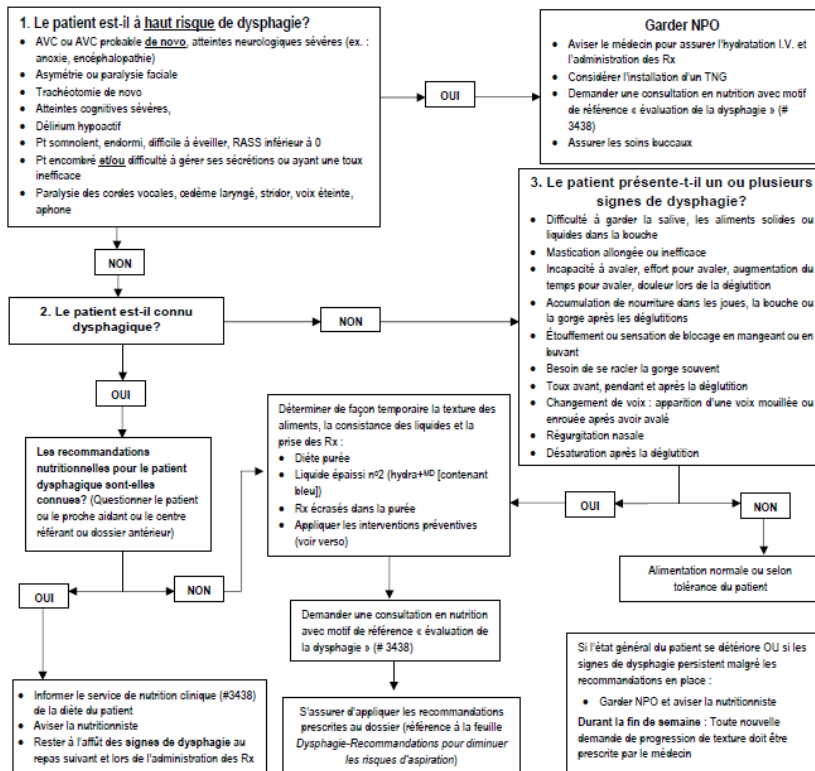 1. Le patient est-il à haut risque de dysphagie?
• AVC ou AVC probable de novo, atteintes neurologiques sévères (ex. :
anoxie, encéphalopathie)
• Asymétrie ou paralysie faciale
• Trachéotomie de novo
• Atteintes cognitives sévères,
• Délirium hypoactif
• Pt somnolent, endormi, difficile à éveiller, RASS inférieur à 0
• Pt encombré et/ou difficulté à gérer ses sécrétions ou ayant une toux
inefficace
• Paralysie des cordes vocales, œdème laryngé, stridor, voix éteinte,
aphone
OUI
Garder NPO
• Aviser le médecin pour assurer l'hydratation I.V. et
l'administration des Rx
• Considérer l'installation d'un TNG
• Demander une consultation en nutrition avec motif
de référence « évaluation de la dysphagie » (#
3438)
• Assurer les soins buccaux
NON
2. Le patient est-il connu
dysphagique?
NON
3. Le patient présente-t-il un ou plusieurs
signes de dysphagie?
• Difficulté à garder la salive, les aliments solides ou
liquides dans la bouche
• Mastication allongée ou inefficace
• Incapacité à avaler, effort pour avaler, augmentation du
temps pour avaler, douleur lors de la déglutition
• Accumulation de nourriture dans les joues, la bouche ou
la gorge après les déglutitions
• Étouffement ou sensation de blocage en mangeant ou en
buvant
• Besoin de se racler la gorge souvent
• Toux avant, pendant et après la déglutition
• Changement de voix : apparition d'une voix mouillée ou
enrouée après avoir avalé
• Régurgitation nasale
• Désaturation après la déglutition
OUI
Les recommandations
nutritionnelles pour le patient
dysphagique sont-elles
connues? (Questionner le patient
ou le proche aidant ou le centre
référant ou dossier antérieur)
Déterminer de façon temporaire la texture des
aliments, la consistance des liquides et la
prise des Rx :
• Diète purée
• Liquide épaissi nº2 (hydra+MD [contenant
bleu])
• Rx écrasés dans la purée
• Appliquer les interventions préventives
(voir verso)
OUI
NON
Alimentation normale ou selon
tolérance du patient
OUI
NON
Demander une consultation en nutrition
avec motif de référence « évaluation de
la dysphagie » (# 3438)
• Informer le service de nutrition clinique (#3438)
de la diète du patient
• Aviser la nutritionniste
• Rester à l'affût des signes de dysphagie au
repas suivant et lors de l'administration des Rx
S'assurer d'appliquer les recommandations
prescrites au dossier (référence à la feuille
Dysphagie-Recommandations pour diminuer
les risques d'aspiration)
Si l'état général du patient se détériore OU si les
signes de dysphagie persistent malgré les
recommandations en place :
• Garder NPO et aviser la nutritionniste
Durant la fin de semaine : Toute nouvelle
demande de progression de texture doit être
prescrite par le médecin